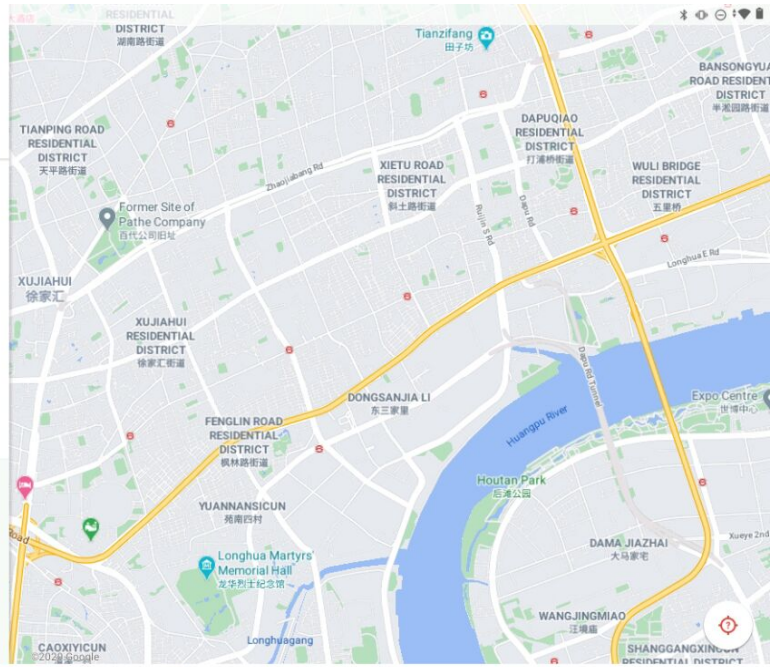 RESIDENTIAL
DISTRICT
湖南路街道
Tianzifang
田子坊
BANSONGYUA
ROAD RESIDENT
DISTRICT
半淞园路街道
TIANPING ROAD
RESIDENTIAL
DISTRICT
天平路街道
DAPUQIAO
RESIDENTIAL
DISTRICT
打浦桥街道
XIETU ROAD
RESIDENTIAL
DISTRICT
斜土路街道
WULI BRIDGE
RESIDENTIAL
DISTRICT
五里桥
Zhaojiabang Rd
Former Site of
Pathe Company
百代公司旧址
Ruijin S Rd
Dapu Rd
Longhua E Rd
XUJIAHUI
徐家汇
XUJIAHUI
RESIDENTIAL
DISTRICT
徐家汇街道
Dapu Rd Tunnel
DONGSANJIA LI
东三家里
Expo Centre
世博中心
FENGLIN ROAD
RESIDENTIAL
DISTRICT
枫林路街道
Huangpu River
Houtan Park
后滩公园
YUANNANSICUN
苑南四村
Road
Xueye 2nd
DAMA JIAZHAI
大马家宅
Longhua Martyrs'
Memorial Hall
龙华烈士纪念馆
WANGJINGMIAO
汪境庙
Longhuagang
CAOXIYICUN
©2020 Google
SHANGGANGXINCUN
RESIDENTIAL DISTRICT